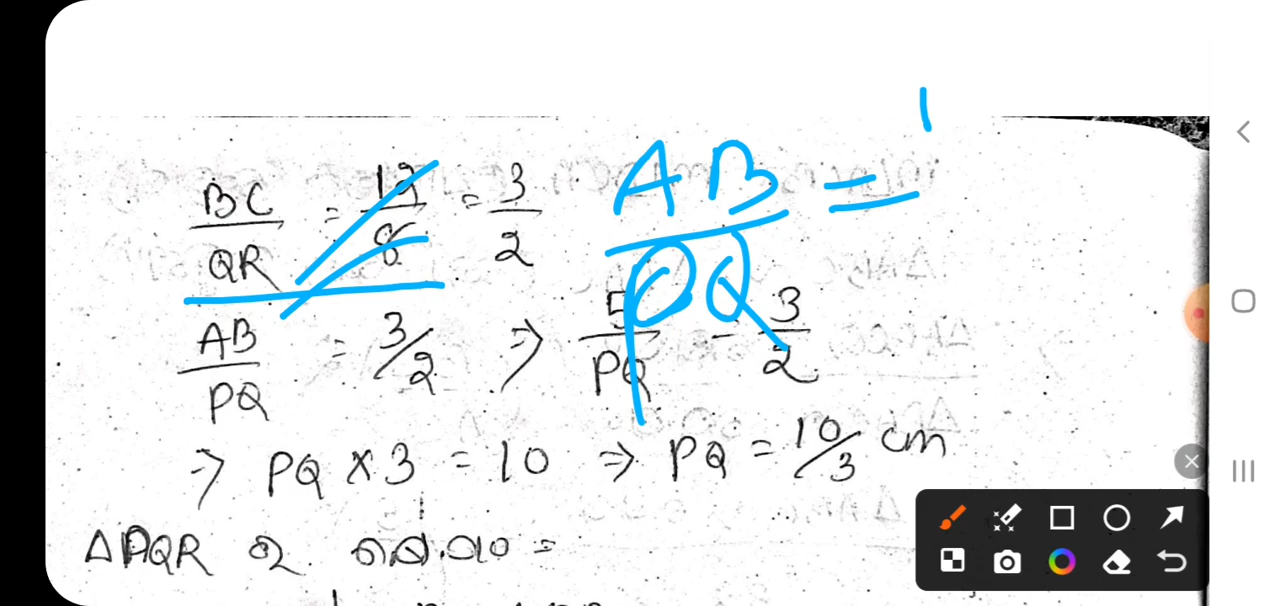 BC/QR = 12/8 = 3/2
AB/PQ =
AB/PQ = 3/2 ⇒ 5/PQ = 3/2
⇒ PQ × 3 = 10 ⇒ PQ = 10/3 cm